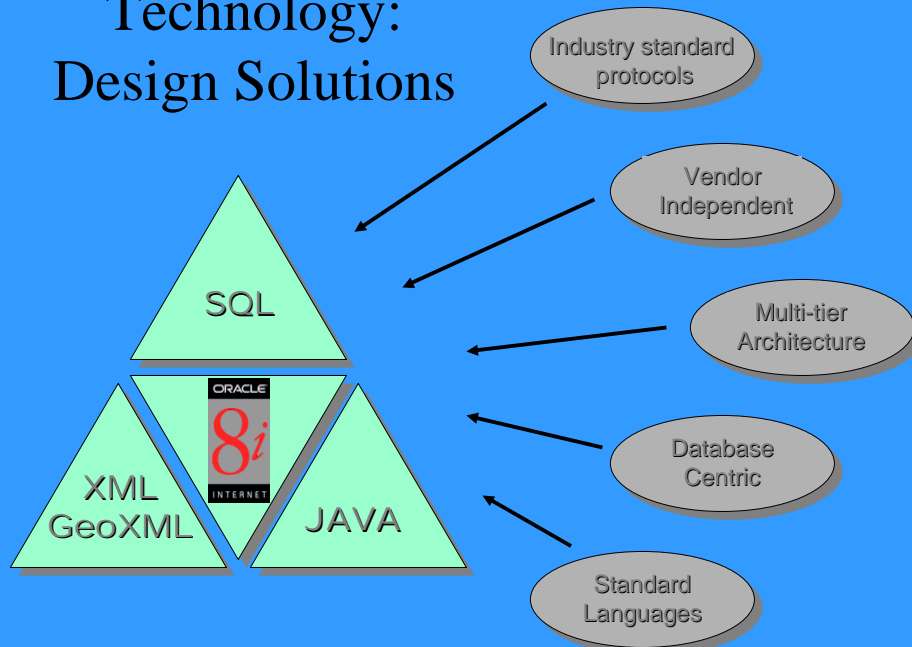 Technology:
Design Solutions
Industry standard
protocols
Vendor
Independent
Multi-tier
Architecture
Database
Centric
Standard
Languages
SQL
ORACLE
8i
INTERNET
XML
GeoXML
JAVA